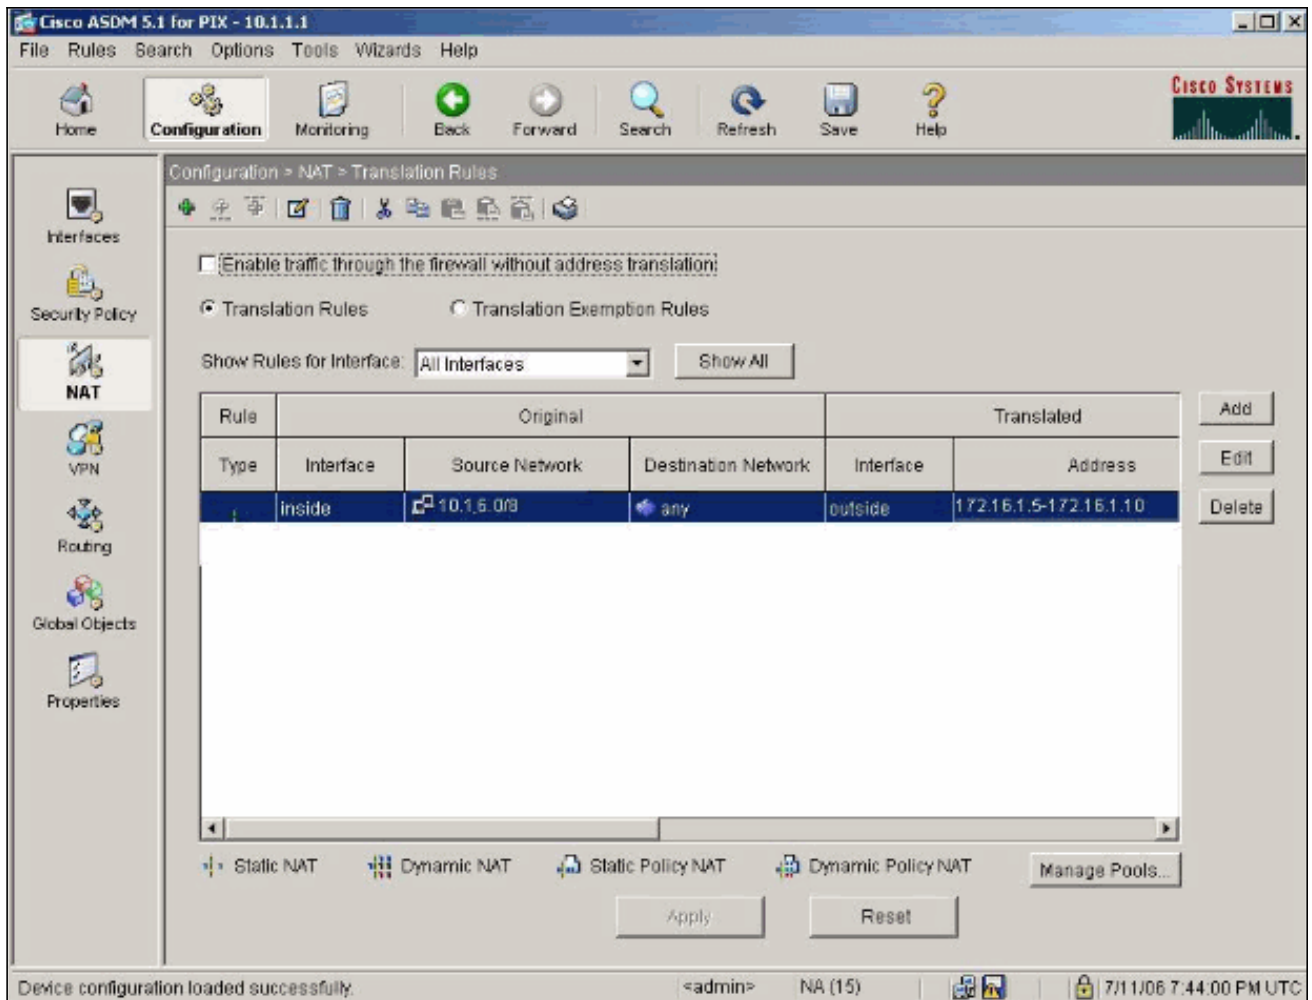 Cisco ASDM 5.1 for PIX - 10.1.1.1
File Rules Search Options Tools Wizards Help
Home Configuration Monitoring Back Forward Search Refresh Save Help
CISCO SYSTEMS
Configuration > NAT > Translation Rules
Interfaces
Security Policy
NAT
VPN
Routing
Global Objects
Properties
Enable traffic through the firewall without address translation
Translation Rules Translation Exemption Rules
Show Rules for Interface: All Interfaces Show All
Rule Original Translated
Type Interface Source Network Destination Network Interface Address
inside 10.1.6.0/8 any outside 172.16.1.5-172.16.1.10
Add
Edit
Delete
Static NAT Dynamic NAT Static Policy NAT Dynamic Policy NAT Manage Pools...
Apply Reset
Device configuration loaded successfully. <admin> NA (15) 7/11/06 7:44:00 PM UTC